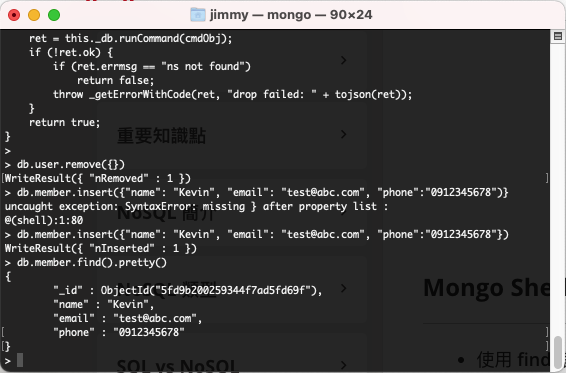 jimmy — mongo — 90×24
    ret = this._db.runCommand(cmdObj);
    if (!ret.ok) {
        if (ret.errmsg == "ns not found")
            return false;
        throw _getErrorWithCode(ret, "drop failed: " + tojson(ret));
    }
    return true;
}
>
> db.user.remove({})
WriteResult({ "nRemoved" : 1 })
> db.member.insert({"name": "Kevin", "email": "test@abc.com", "phone":"0912345678")}
uncaught exception: SyntaxError: missing } after property list :
@(shell):1:80
> db.member.insert({"name": "Kevin", "email": "test@abc.com", "phone":"0912345678"})
WriteResult({ "nInserted" : 1 })
> db.member.find().pretty()
{
        "_id" : ObjectId("5fd9b200259344f7ad5fd69f"),
        "name" : "Kevin",
        "email" : "test@abc.com",
        "phone" : "0912345678"
}
>
重要知識點
NoSQL 簡介
NoSQL 類型
SQL vs NoSQL
Mongo She
使用 find